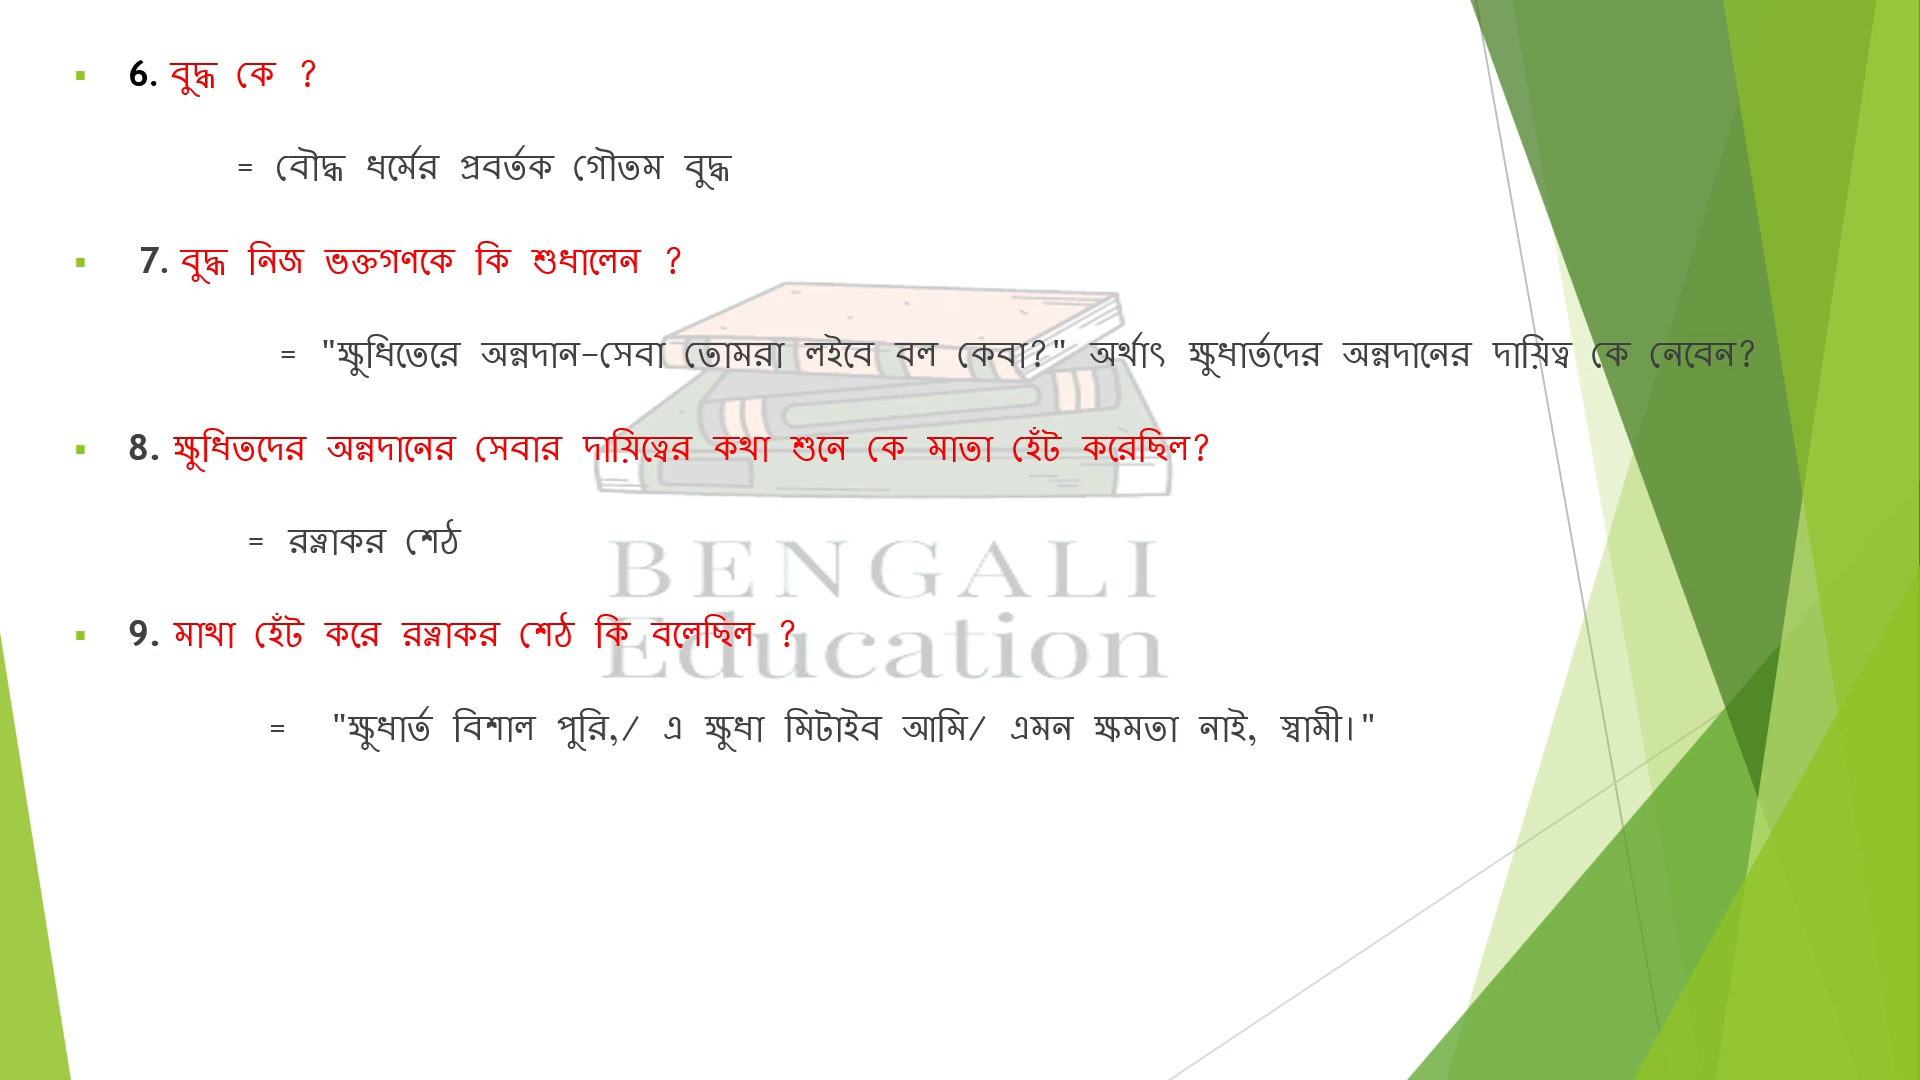 6. বুদ্ধ কে ?
= বৌদ্ধ ধর্মের প্রবর্তক গৌতম বুদ্ধ
7. বুদ্ধ নিজ ভক্তগণকে কি শুধালেন ?
= "ক্ষুধিতেরে অন্নদান-সেবা তোমরা লইবে বল কেবা?" অর্থাৎ ক্ষুধার্তদের অন্নদানের দায়িত্ব কে নেবেন?
8. ক্ষুধিতদের অন্নদানের সেবার দায়িত্বের কথা শুনে কে মাতা হেঁট করেছিল?
= রত্নাকর শেঠ
BENGALI
9. মাথা হেঁট করে রত্নাকর শেঠ কি বলেছিল ?
Education
= "ক্ষুধার্ত বিশাল পুরি,/ এ ক্ষুধা মিটাইব আমি/ এমন ক্ষমতা নাই, স্বামী।"